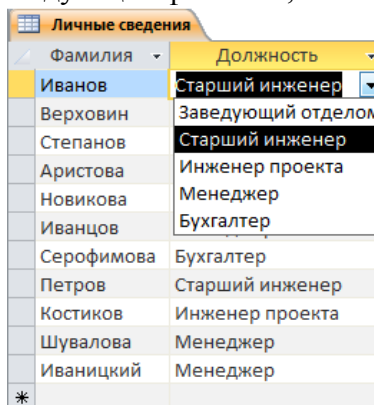 Личные сведения
Фамилия Должность
Иванов Старший инженер
Верховин Заведующий отделом
Степанов Старший инженер
Аристова Инженер проекта
Новикова Менеджер
Иванцов Бухгалтер
Серофимова Бухгалтер
Петров Старший инженер
Костиков Инженер проекта
Шувалова Менеджер
Иваницкий Менеджер
*